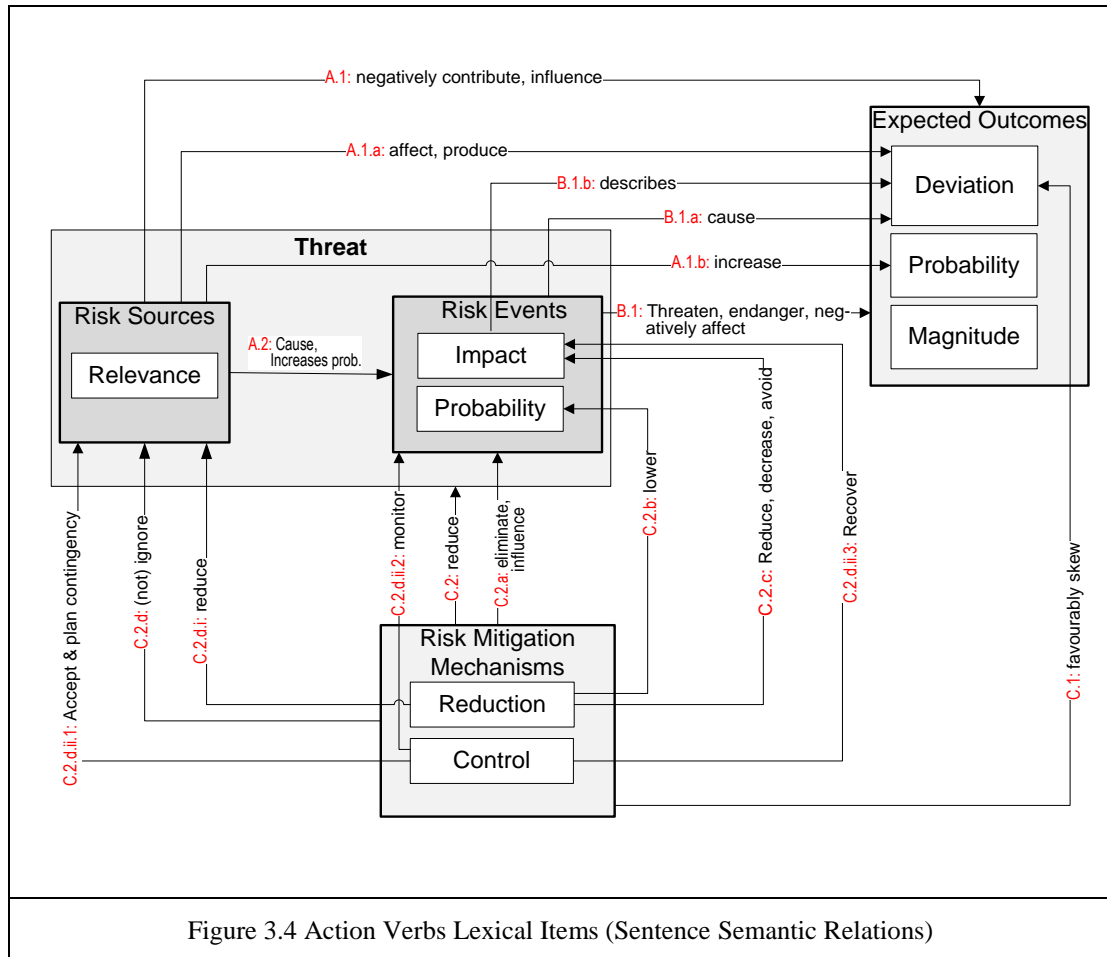 A.1: negatively contribute, influence
Expected Outcomes
A.1.a: affect, produce
Deviation
B.1.b: describes
B.1.a: cause
Threat
A.1.b: increase
Probability
Risk Sources
Risk Events
B.1: Threaten, endanger, neg-
atively affect
Magnitude
A.2: Cause,
Increases prob.
Impact
Relevance
Probability
C.2.d.ii.1: Accept & plan contingency
C.2.d: (not) ignore
C.2.d.i: reduce
C.2.d.ii.2: monitor
C.2: reduce
C.2.a: eliminate,
influence
C.2.b: lower
C.2.c: Reduce, decrease, avoid
C.2.d.ii.3: Recover
C.1: favourably skew
Risk Mitigation
Mechanisms
Reduction
Control
Figure 3.4 Action Verbs Lexical Items (Sentence Semantic Relations)